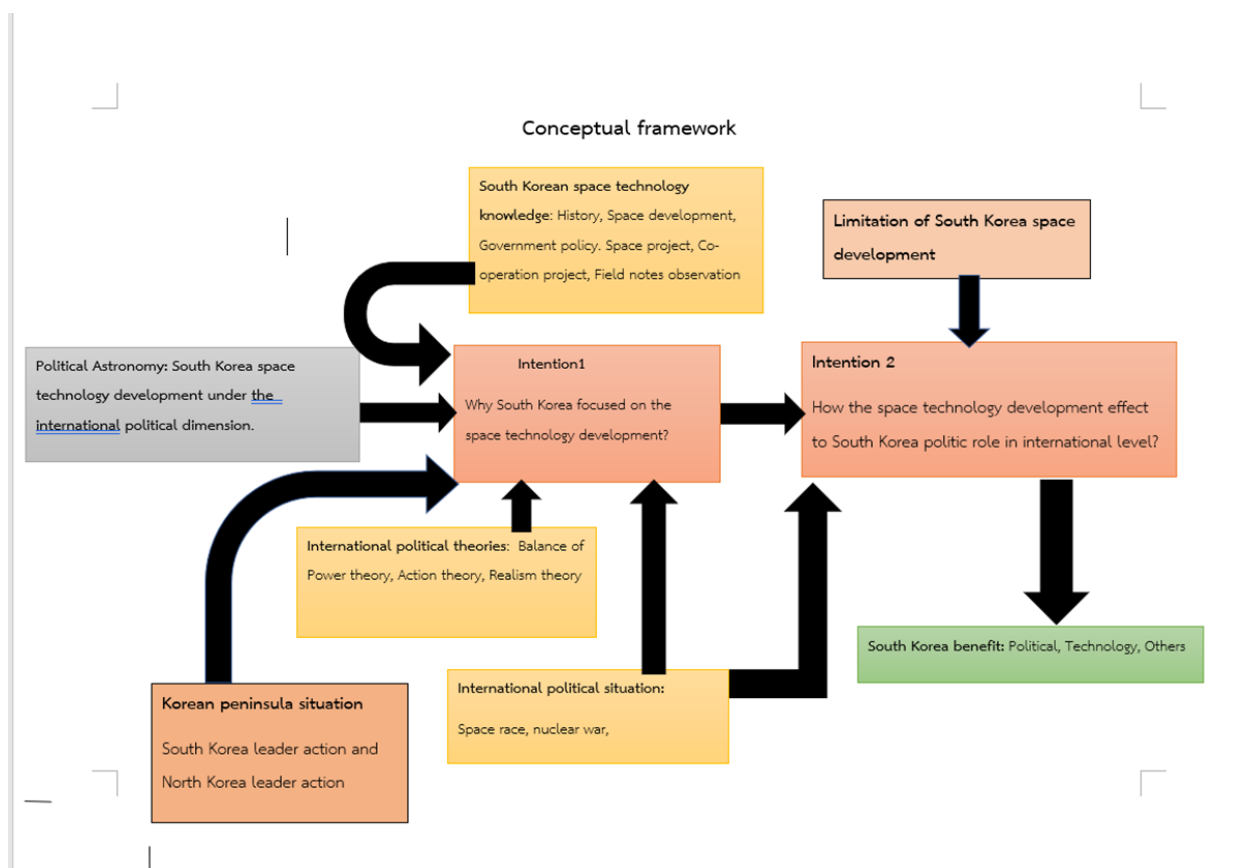 Conceptual framework
South Korean space technology
knowledge: History, Space development,
Government policy. Space project, Co-
operation project, Field notes observation
Limitation of South Korea space
development
Political Astronomy: South Korea space
technology development under the
international political dimension.
Intention1
Why South Korea focused on the
space technology development?
Intention 2
How the space technology development effect
to South Korea politic role in international level?
International political theories: Balance of
Power theory, Action theory, Realism theory
South Korea benefit: Political, Technology, Others
Korean peninsula situation
South Korea leader action and
North Korea leader action
International political situation:
Space race, nuclear war,